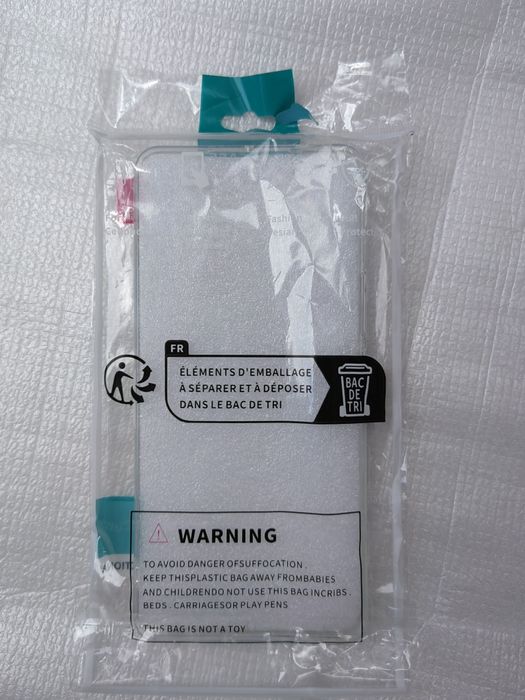 Fashion
FR
ÉLÉMENTS D'EMBALLAGE
À SÉPARER ET À DÉPOSER
DANS LE BAC DE TRI
BAC
DE
TRI
WARNING
TO AVOID DANGER OFSUFFOCATION .
KEEP THISPLASTIC BAG AWAY FROMBABIES
AND CHILDRENDO NOT USE THIS BAG INCRIBS .
BEDS . CARRIAGESOR PLAY PENS
THIS BAG IS NOT A TOY